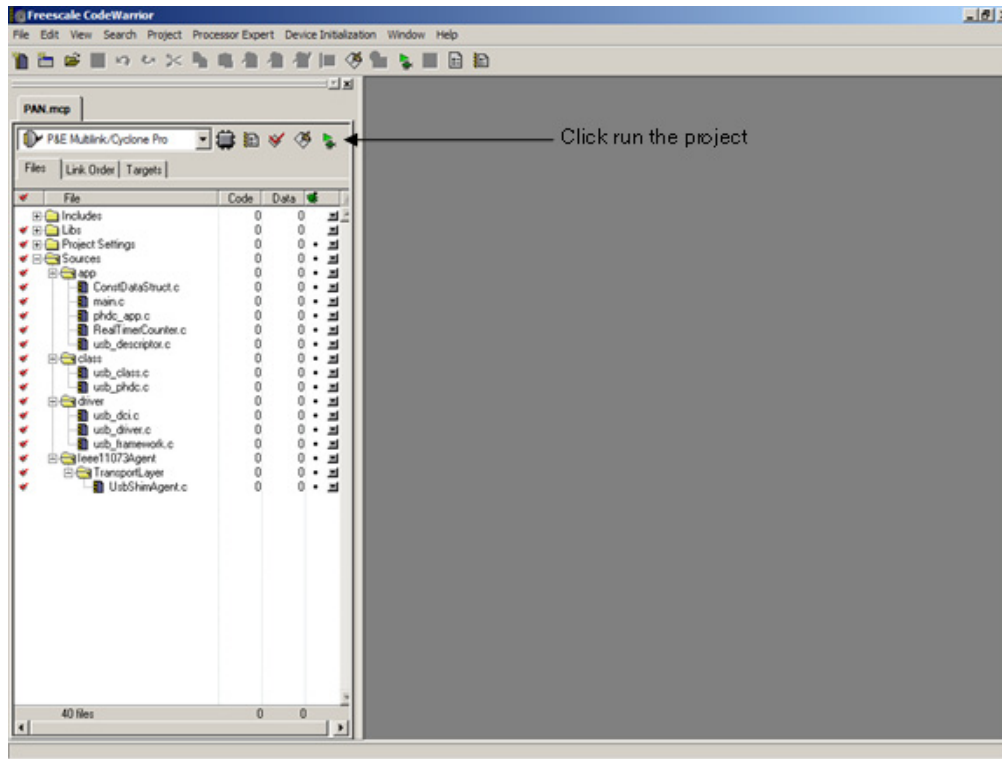 Freescale CodeWarrior
File Edit View Search Project Processor Expert Device Initialization Window Help
PAN.mcp
P&E Multilink/Cyclone Pro
Click run the project
Files Link Order Targets
File Code Data
Includes 0 0
Libs 0 0
Project Settings 0 0
Sources 0 0
app 0 0
ConstDataStruct.c 0 0
main.c 0 0
phdc_app.c 0 0
RealTimerCounter.c 0 0
usb_descriptor.c 0 0
class 0 0
usb_class.c 0 0
usb_phdc.c 0 0
driver 0 0
usb_dci.c 0 0
usb_driver.c 0 0
usb_framework.c 0 0
Ieee11073Agent 0 0
TransportLayer 0 0
UsbShimAgent.c 0 0
40 files 0 0